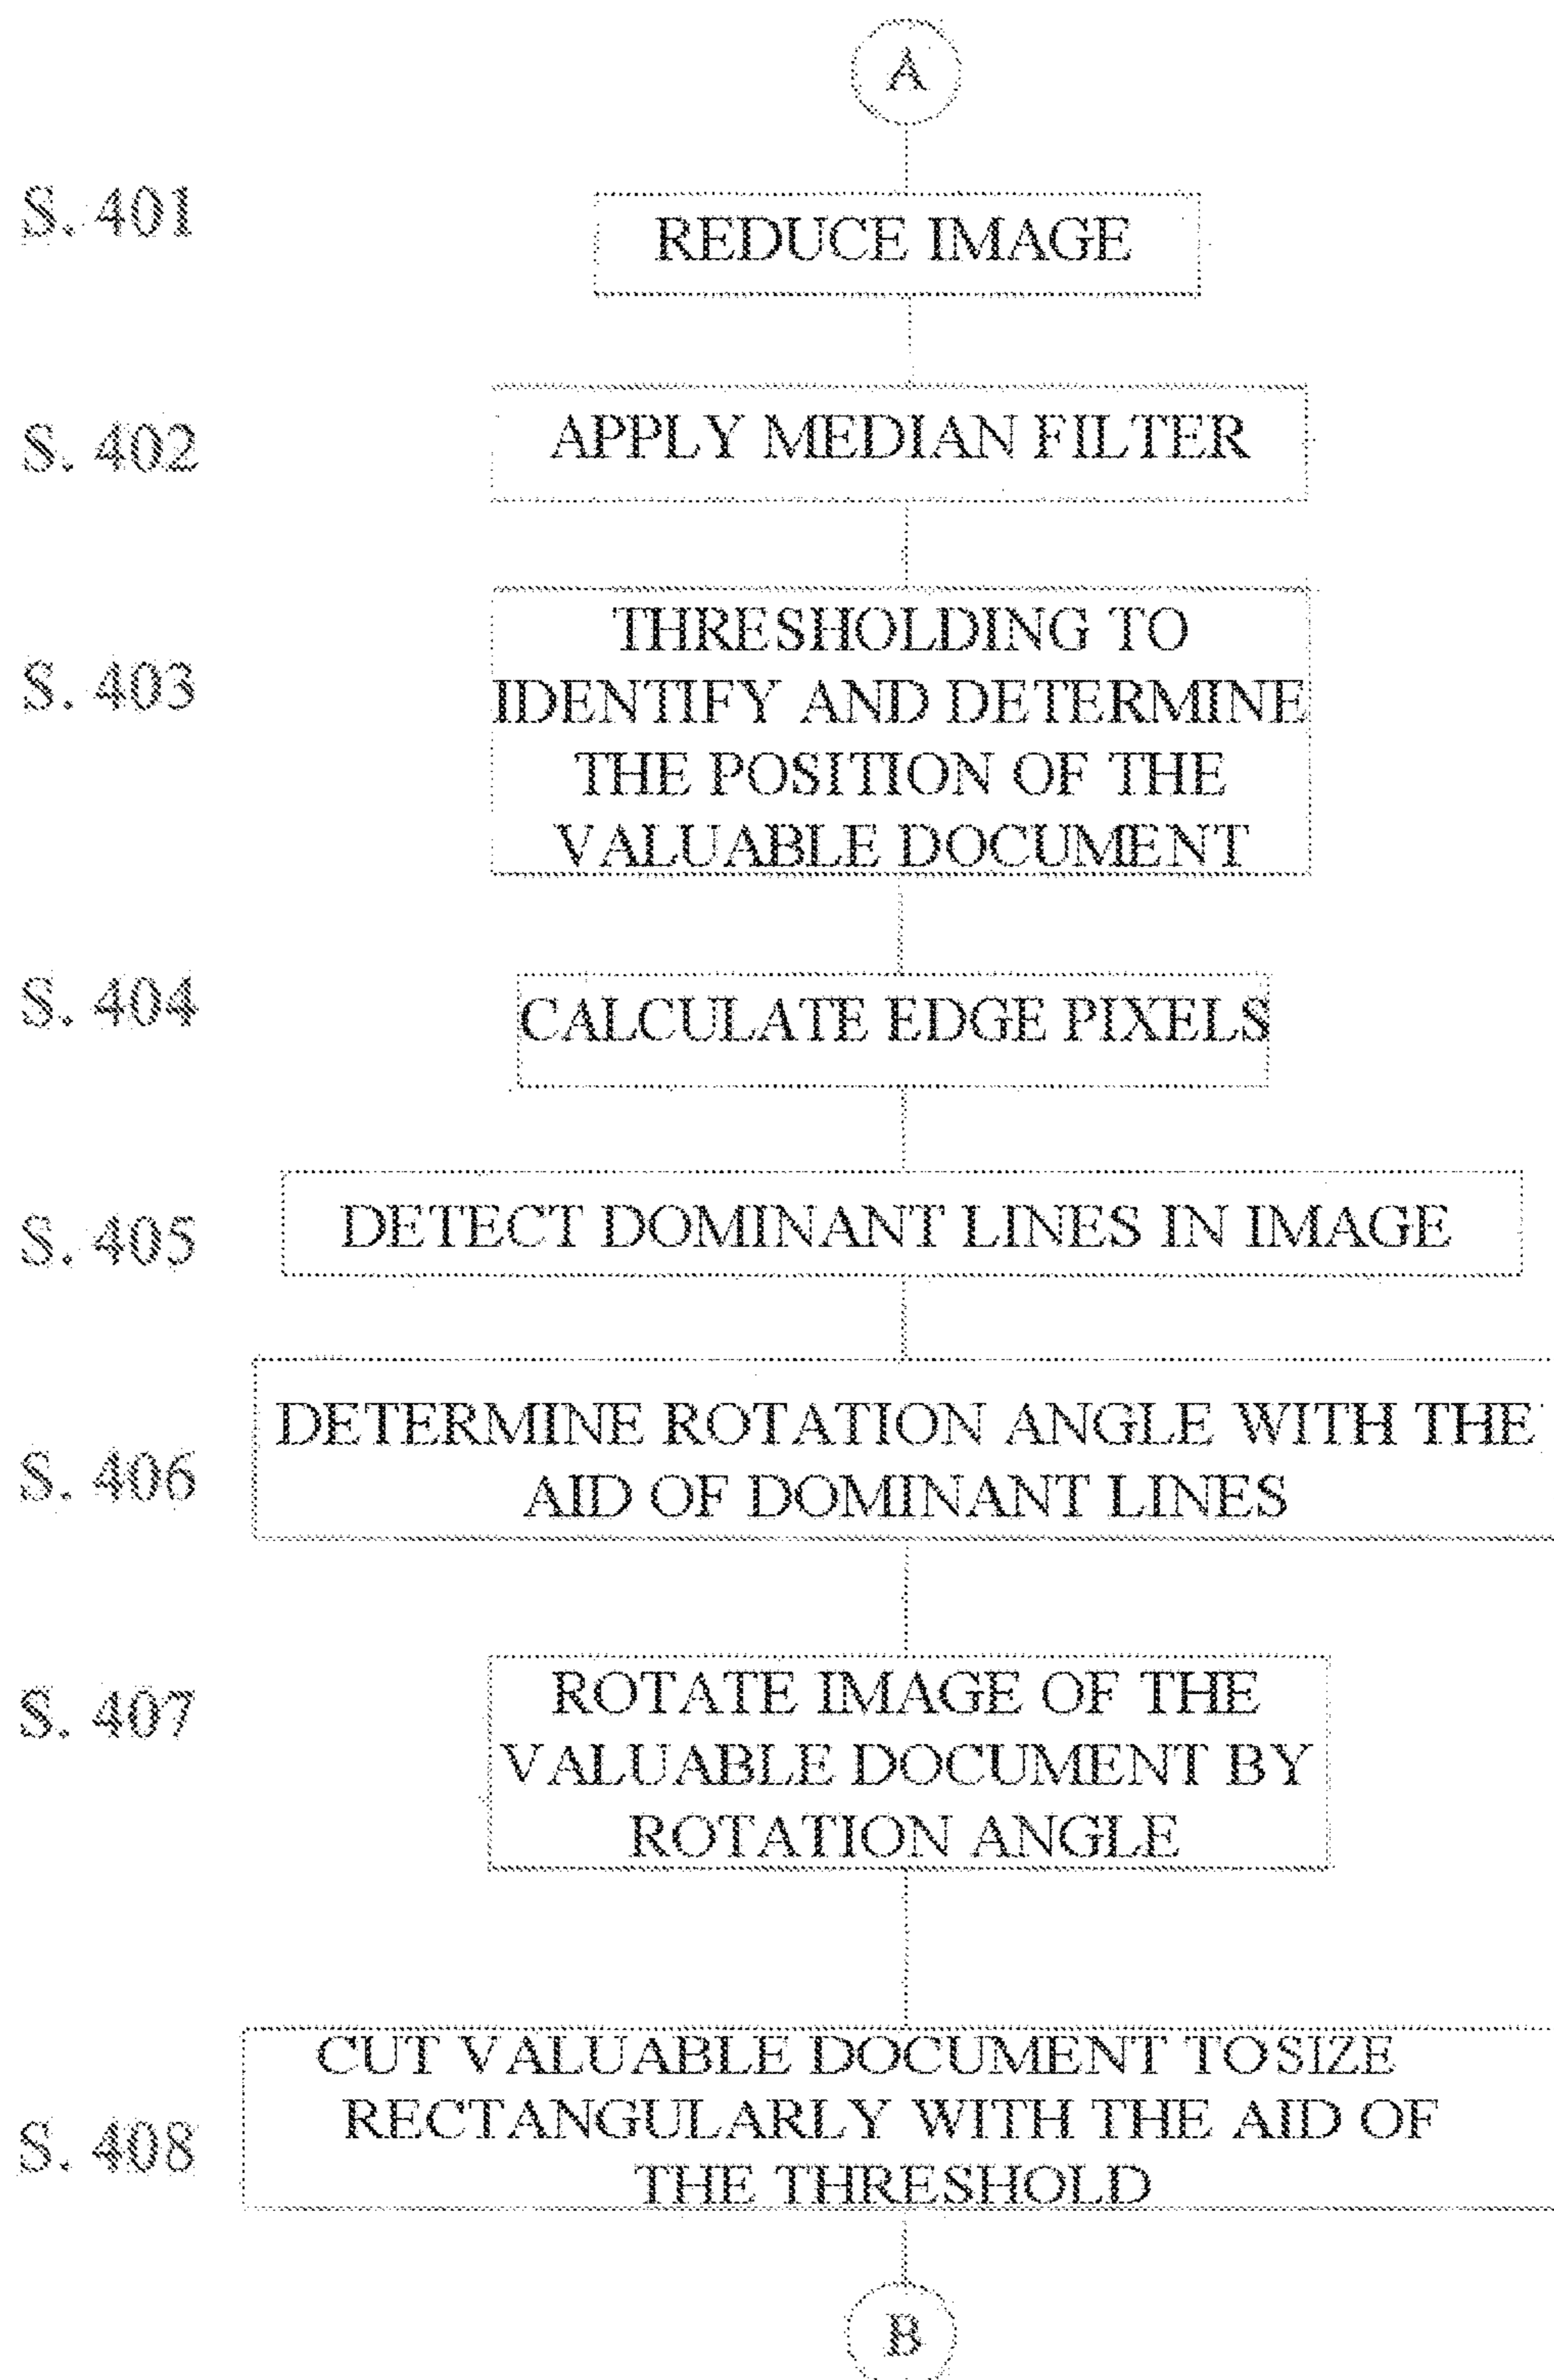 A
S. 401
REDUCE IMAGE
S. 402
APPLY MEDIAN FILTER
S. 403
THRESHOLDING TO
IDENTIFY AND DETERMINE
THE POSITION OF THE
VALUABLE DOCUMENT
S. 404
CALCULATE EDGE PIXELS
S. 405
DETECT DOMINANT LINES IN IMAGE
S. 406
DETERMINE ROTATION ANGLE WITH THE
AID OF DOMINANT LINES
S. 407
ROTATE IMAGE OF THE
VALUABLE DOCUMENT BY
ROTATION ANGLE
S. 408
CUT VALUABLE DOCUMENT TO SIZE
RECTANGULARLY WITH THE AID OF
THE THRESHOLD
B